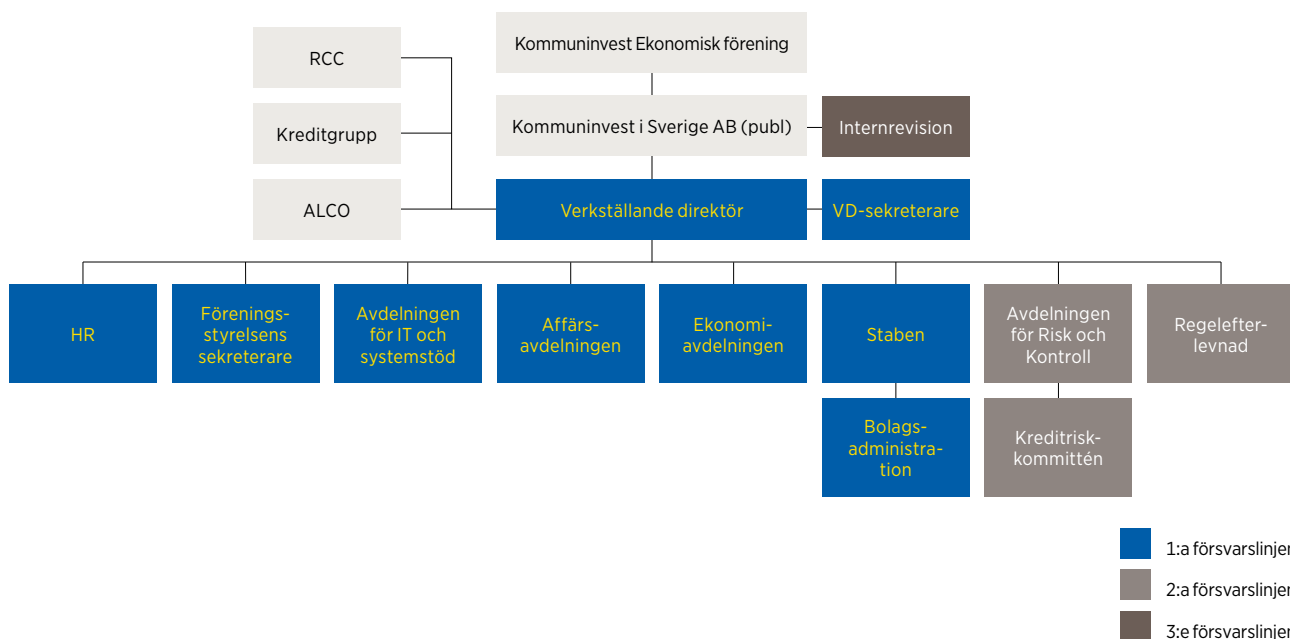 Kommuninvest Ekonomisk förening
RCC
Kommuninvest i Sverige AB (publ)
Internrevision
Kreditgrupp
ALCO
Verkställande direktör
VD-sekreterare
HR
Förenings-
styrelsens
sekreterare
Avdelningen
för IT och
systemstöd
Affärs-
avdelningen
Ekonomi-
avdelningen
Staben
Avdelningen
för Risk och
Kontroll
Regelefter-
levnad
Bolags-
administra-
tion
Kreditrisk-
kommittén
1:a försvarslinjen
2:a försvarslinjen
3:e försvarslinjen